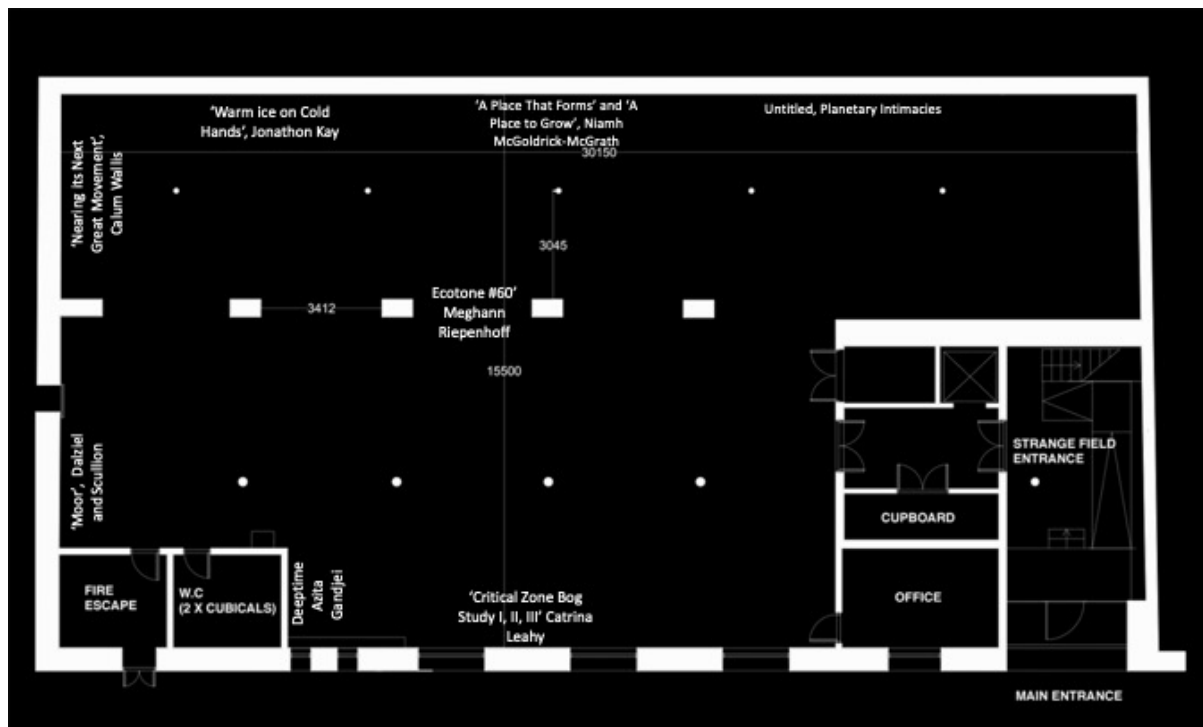 'Warm ice on Cold
Hands', Jonathon Kay
'A Place That Forms' and 'A
Place to Grow', Niamh
McGoldrick-McGrath
Untitled, Planetary Intimacies
30150
'Nearing its Next
Great Movement',
Calum Wallis
3045
3412
Ecotone #60'
Meghann
Riepenhoff
15500
'Moor', Dalziel
and Scullion
STRANGE FIELD
ENTRANCE
CUPBOARD
FIRE
ESCAPE
W.C
(2 X CUBICALS)
Deeptime
Azita
Gandjei
'Critical Zone Bog
Study I, II, III' Catrina
Leahy
OFFICE
MAIN ENTRANCE